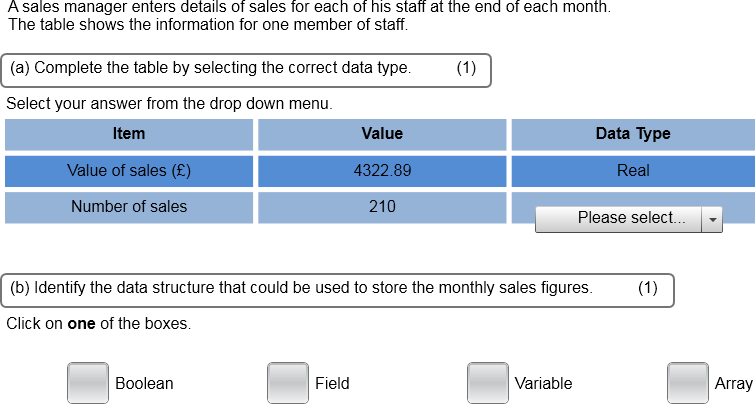 A sales manager enters details of sales for each of his staff at the end of each month.
The table shows the information for one member of staff.
(a) Complete the table by selecting the correct data type. (1)
Select your answer from the drop down menu.
Item Value Data Type
Value of sales (£) 4322.89 Real
Number of sales 210 Please select...
(b) Identify the data structure that could be used to store the monthly sales figures. (1)
Click on one of the boxes.
Boolean Field Variable Array